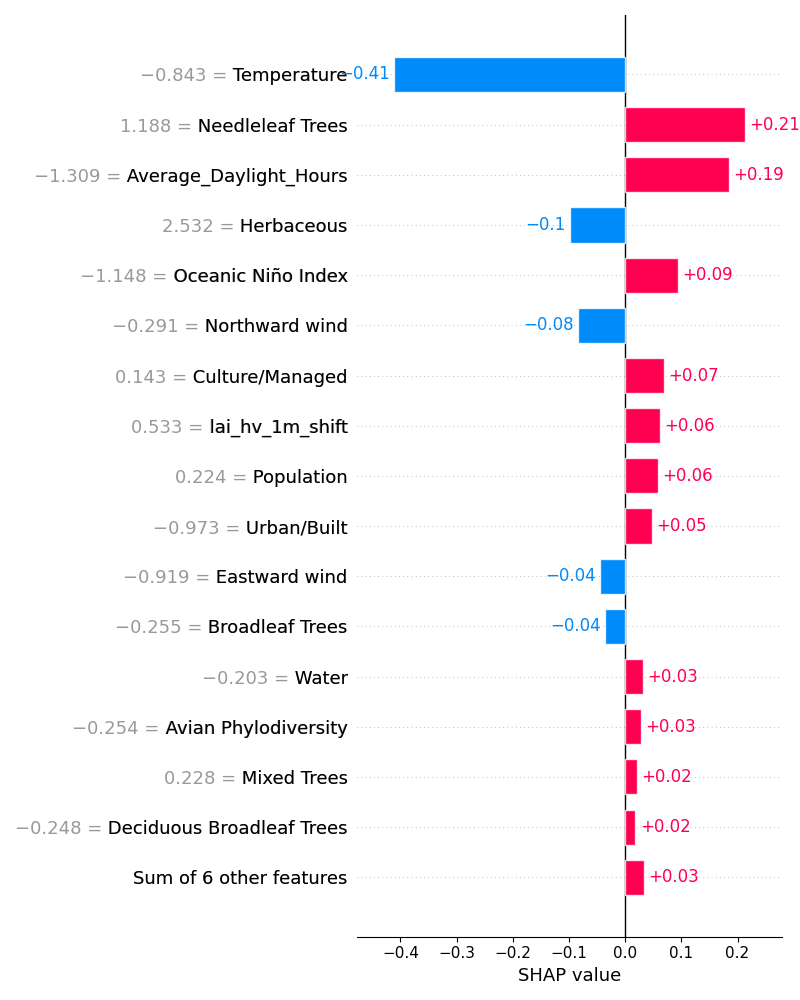 −0.843 = Temperature −0.41
1.188 = Needleleaf Trees +0.21
−1.309 = Average_Daylight_Hours +0.19
2.532 = Herbaceous −0.1
−1.148 = Oceanic Niño Index +0.09
−0.291 = Northward wind −0.08
0.143 = Culture/Managed +0.07
0.533 = lai_hv_1m_shift +0.06
0.224 = Population +0.06
−0.973 = Urban/Built +0.05
−0.919 = Eastward wind −0.04
−0.255 = Broadleaf Trees −0.04
−0.203 = Water +0.03
−0.254 = Avian Phylodiversity +0.03
0.228 = Mixed Trees +0.02
−0.248 = Deciduous Broadleaf Trees +0.02
Sum of 6 other features +0.03
−0.4 −0.3 −0.2 −0.1 0.0 0.1 0.2
SHAP value